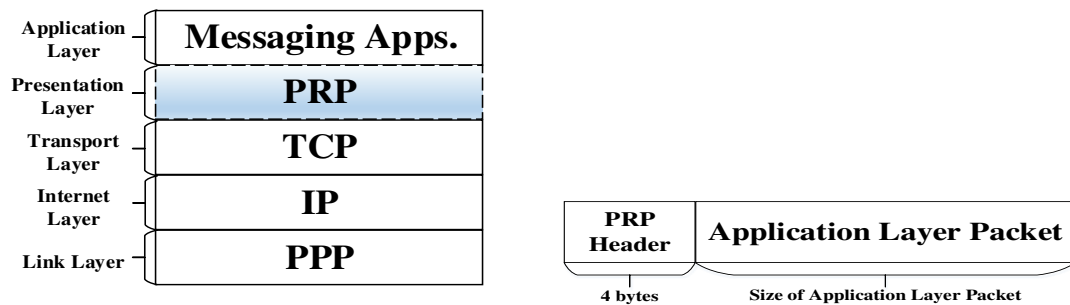 Application
Layer
Messaging Apps.
Presentation
Layer
PRP
Transport
Layer
TCP
Internet
Layer
IP
Link Layer
PPP
PRP
Header
Application Layer Packet
4 bytes
Size of Application Layer Packet